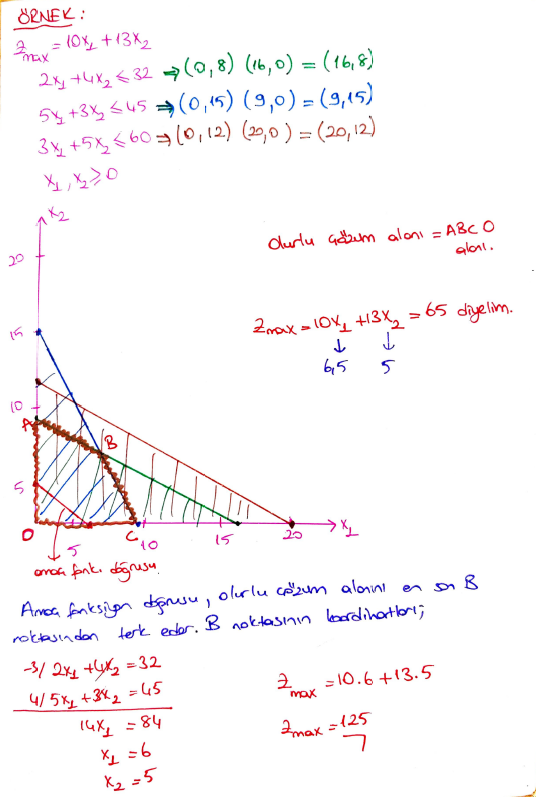 ÖRNEK:
Zmax = 10x₁ + 13x₂
2x₁ + 4x₂ ≤ 32 ⇒ (0,8) (16,0) = (16,8)
5x₁ + 3x₂ ≤ 45 ⇒ (0,15) (9,0) = (9,15)
3x₁ + 5x₂ ≤ 60 ⇒ (0,12) (20,0) = (20,12)
x₁, x₂ ≥ 0
x₂
20
15
10
A
B
5
O
C
5
10
15
20
x₁
amaç fonk. doğrusu.
Olurlu çözüm alanı = ABCO
alanı.
Zmax = 10x₁ + 13x₂ = 65 diyelim.
↓ ↓
6,5 5
Amaç fonksiyon doğrusu, olurlu çözüm alanını en son B
noktasından terk eder. B noktasının koordinatları;
-3/ 2x₁ + 4x₂ = 32
4/ 5x₁ + 3x₂ = 45
14x₁ = 84
x₁ = 6
x₂ = 5
Zmax = 10.6 + 13.5
Zmax = 125